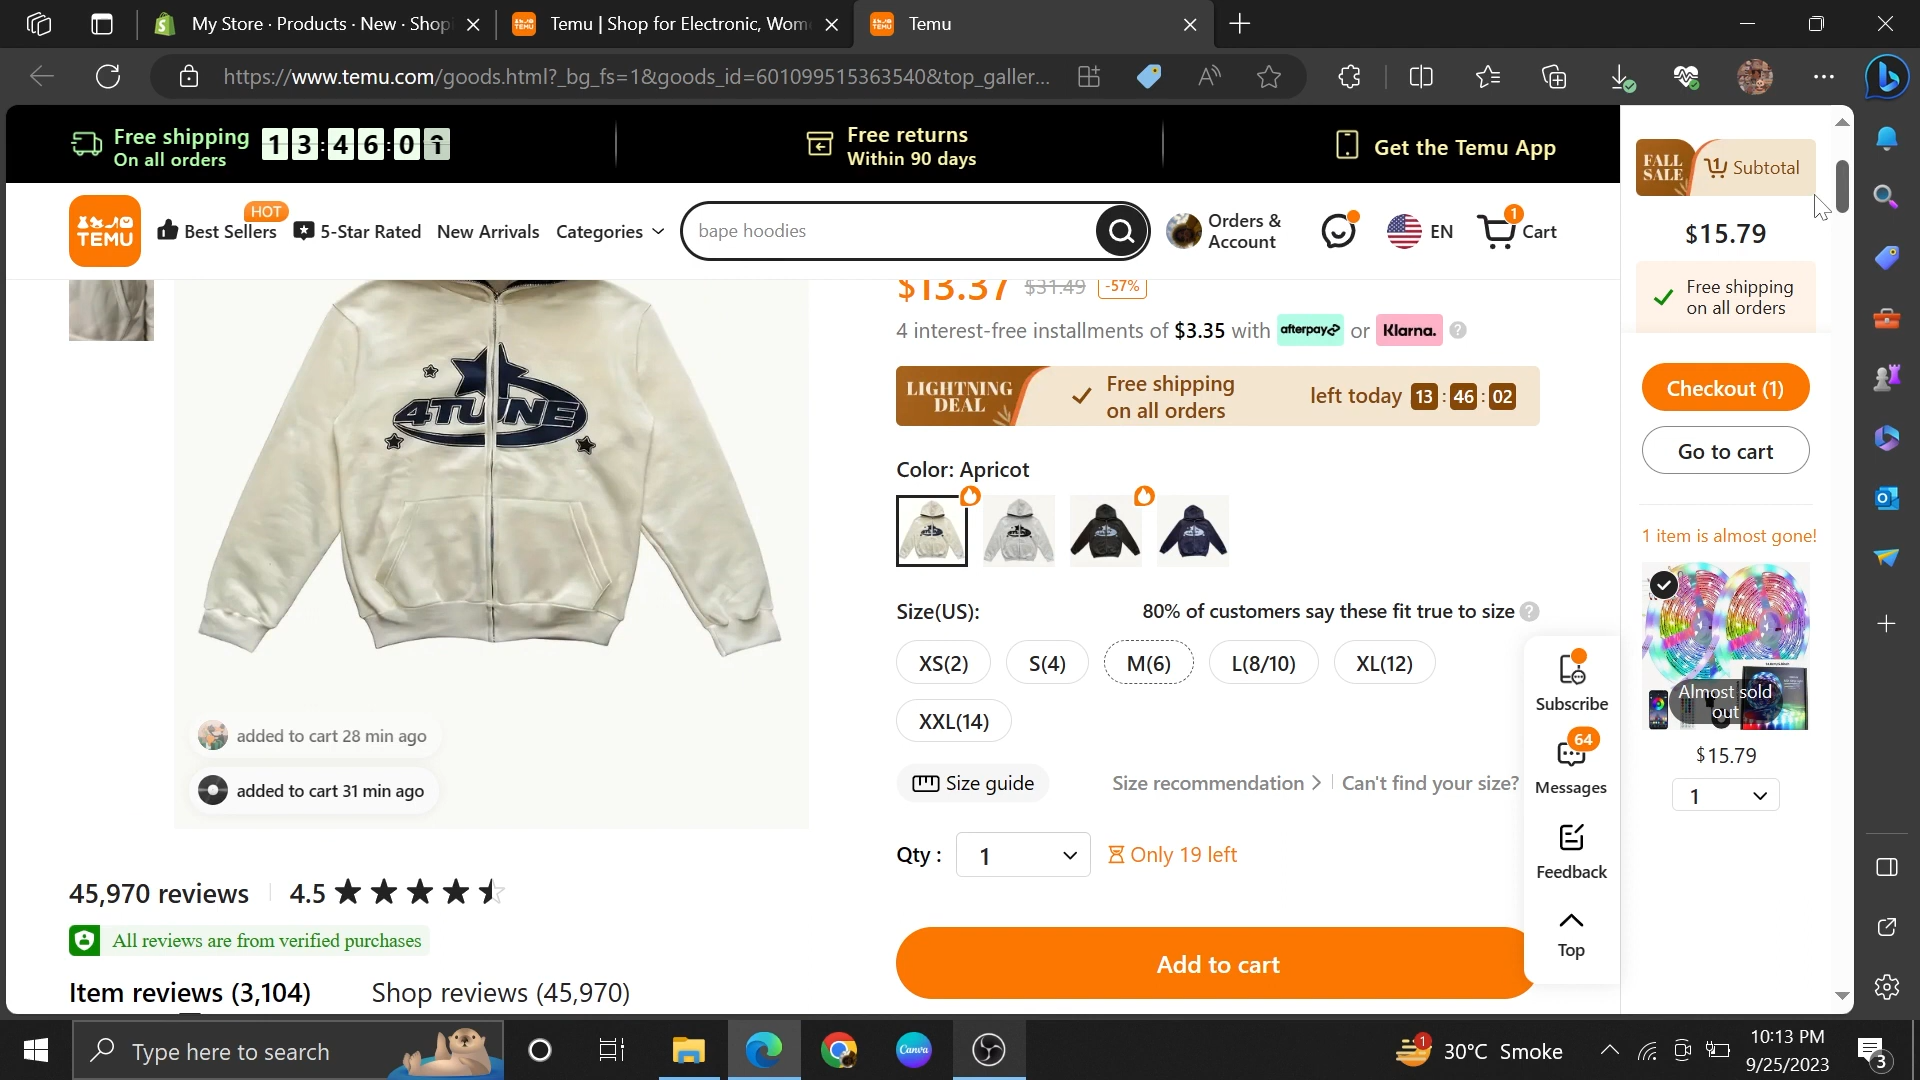 My Store · Products · New · Shopi
Temu | Shop for Electronic, Wom
Temu
https://www.temu.com/goods.html?_bg_fs=1&goods_id=601099515363540&top_galler...
Free shipping
On all orders
13:46:0
Free returns
Within 90 days
Get the Temu App
TEMU
HOT
Best Sellers
5-Star Rated
New Arrivals
Categories
bape hoodies
Orders &
Account
EN
1
Cart
FALL
SALE
1
Subtotal
$15.79
Free shipping
on all orders
Checkout (1)
Go to cart
1 item is almost gone!
Almost sold
out
$15.79
1
4TUNE
added to cart 28 min ago
added to cart 31 min ago
$13.37 $31.49 -57%
4 interest-free installments of $3.35 with afterpay or Klarna. ?
LIGHTNING
DEAL
Free shipping
on all orders
left today 13 : 46 : 02
Color: Apricot
Size(US):
80% of customers say these fit true to size ?
XS(2)
S(4)
M(6)
L(8/10)
XL(12)
XXL(14)
Size guide
Size recommendation >
Can't find your size?
Qty :
1
Only 19 left
Add to cart
Subscribe
64
Messages
Feedback
Top
45,970 reviews
4.5
All reviews are from verified purchases
Item reviews (3,104)
Shop reviews (45,970)
Type here to search
Canva
1
30°C Smoke
10:13 PM
9/25/2023
3